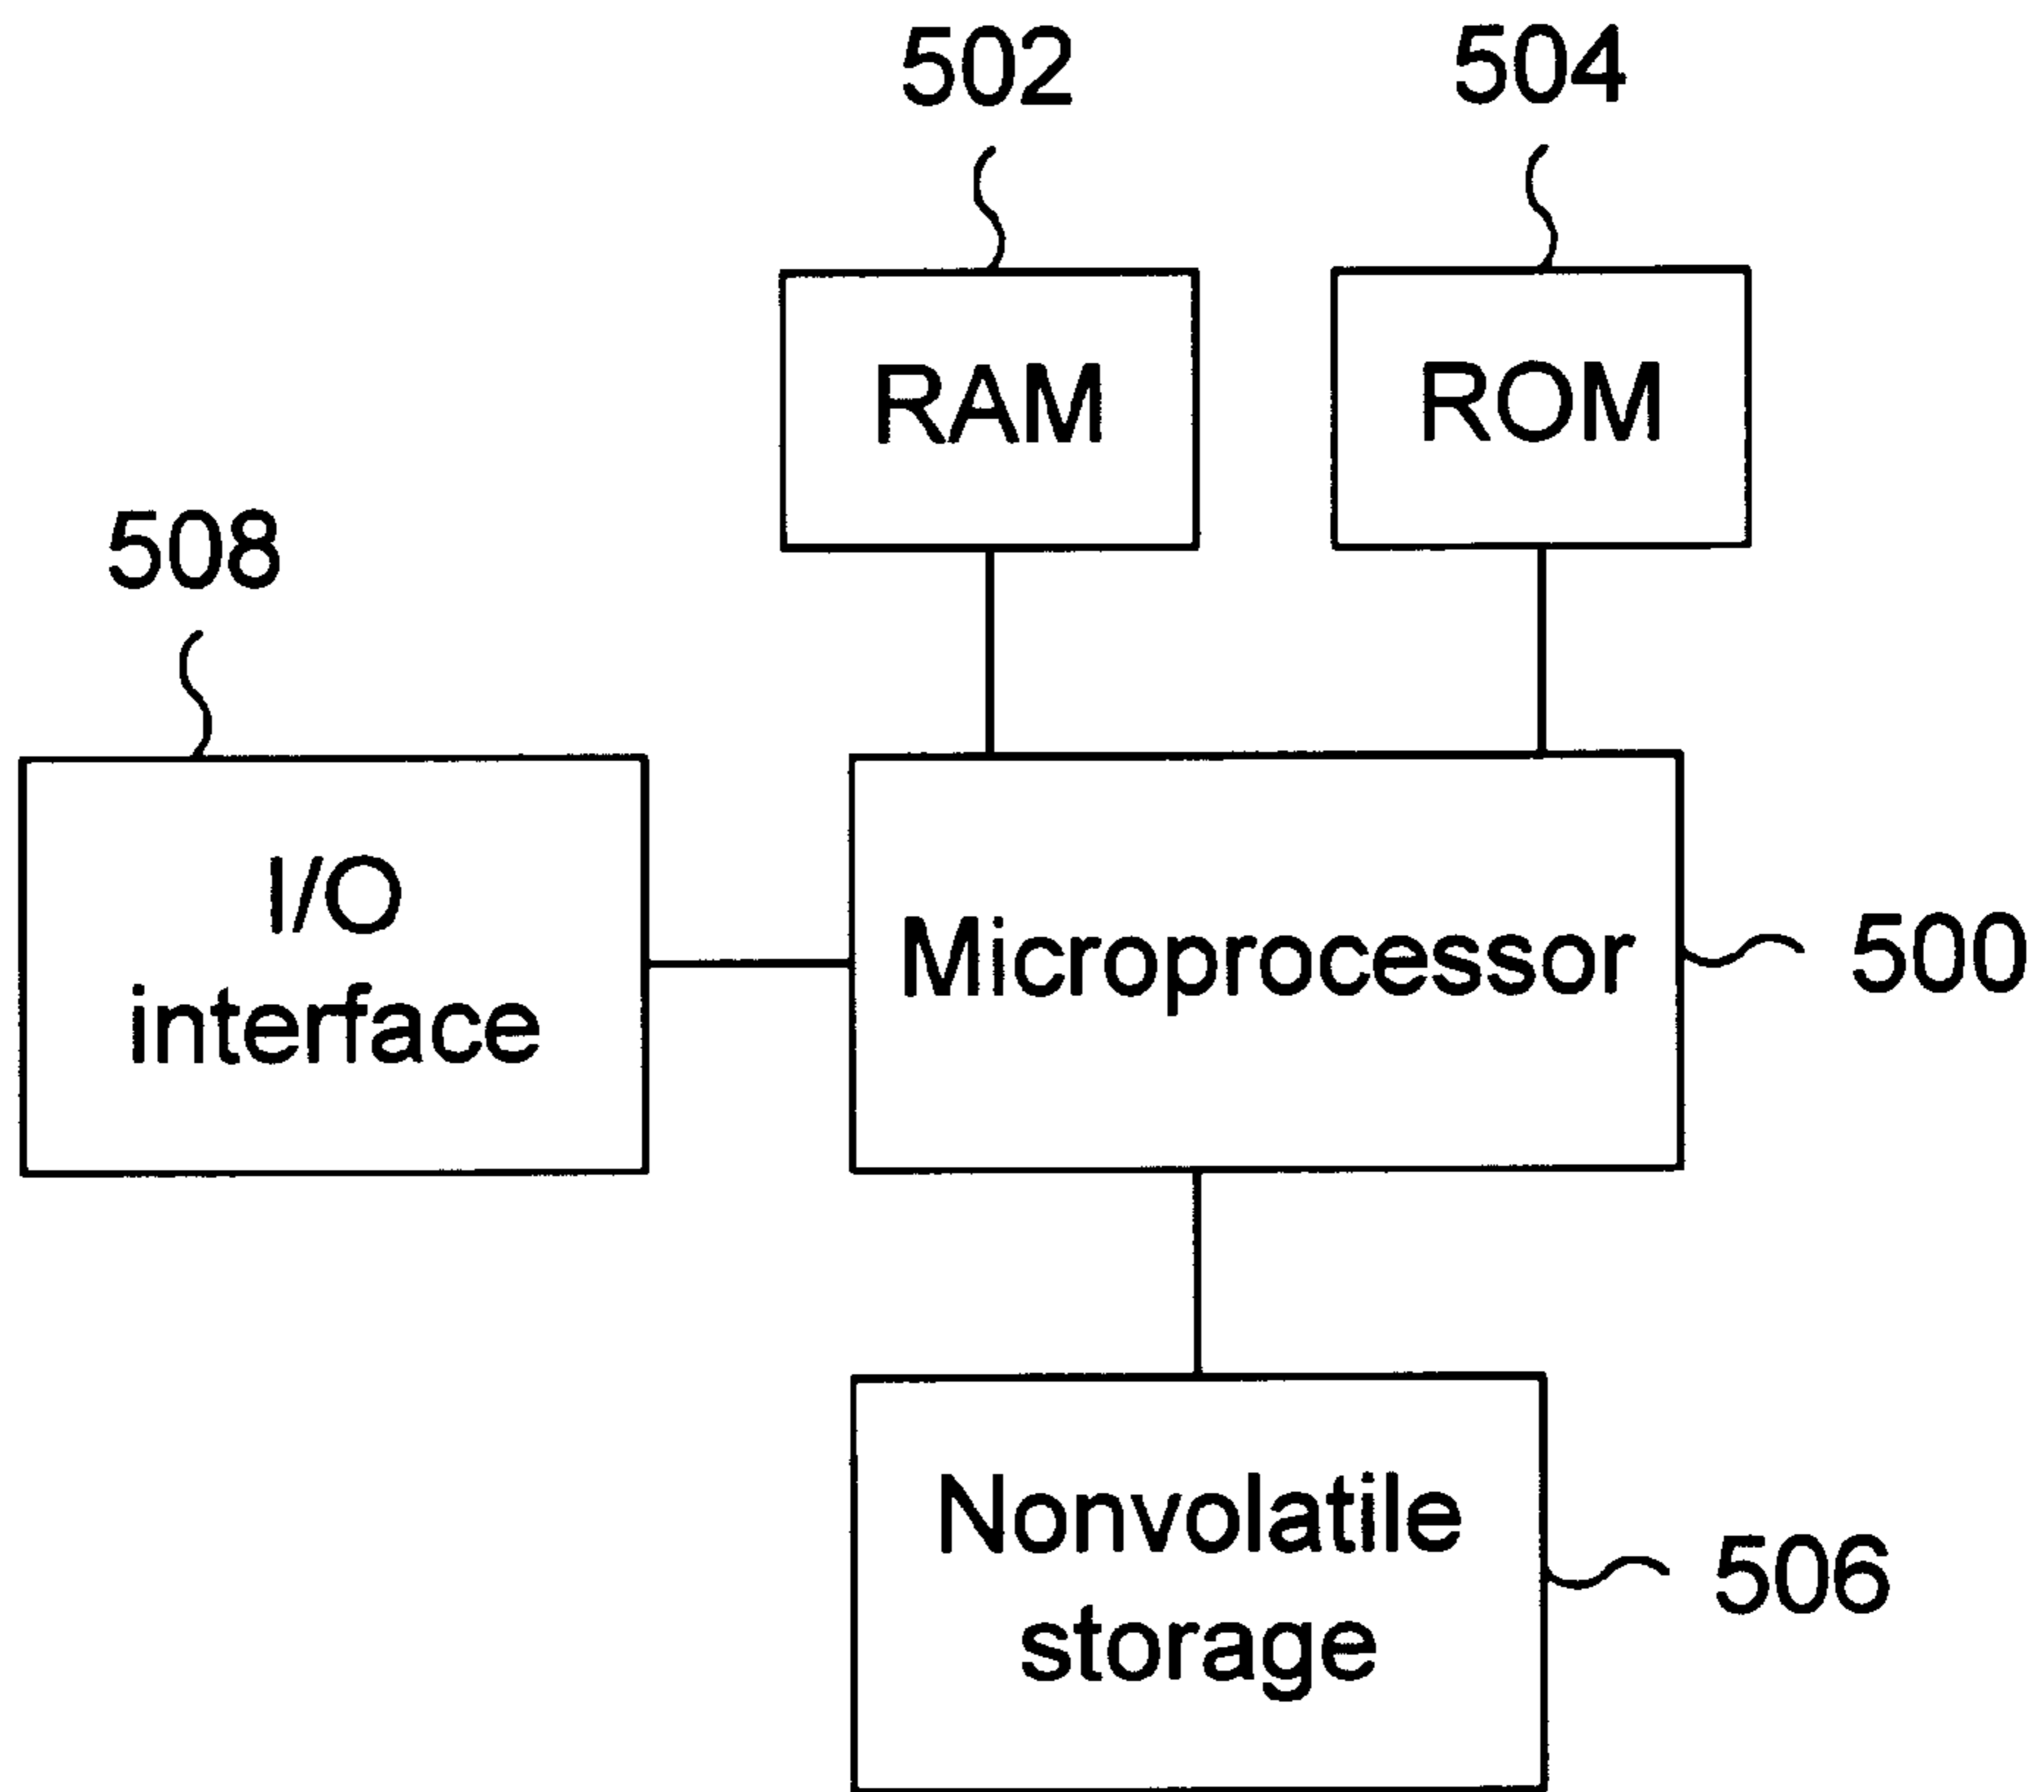 502
504
RAM
ROM
508
I/O
interface
Microprocessor
500
Nonvolatile
storage
506